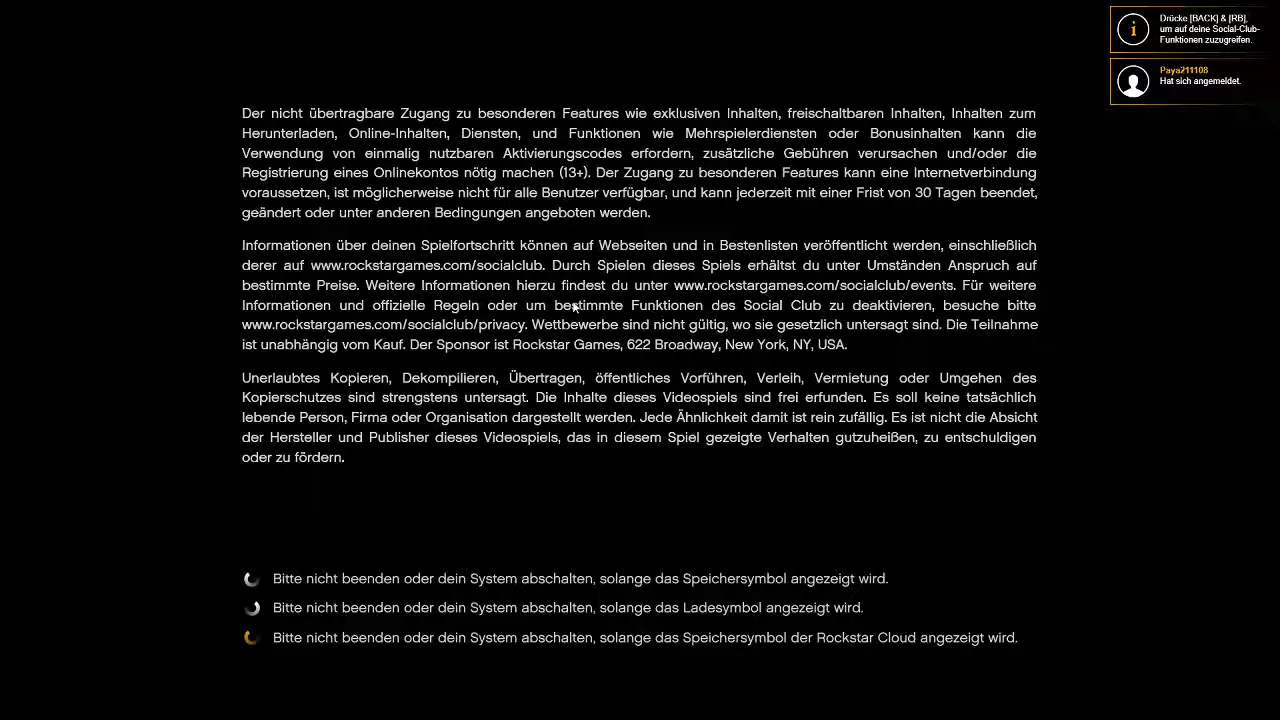 Drücke [BACK] & [RB],
um auf deine Social-Club-
Funktionen zuzugreifen.
Paya211108
Hat sich angemeldet.
Der nicht übertragbare Zugang zu besonderen Features wie exklusiven Inhalten, freischaltbaren Inhalten, Inhalten zum
Herunterladen, Online-Inhalten, Diensten, und Funktionen wie Mehrspielerdiensten oder Bonusinhalten kann die
Verwendung von einmalig nutzbaren Aktivierungscodes erfordern, zusätzliche Gebühren verursachen und/oder die
Registrierung eines Onlinekontos nötig machen (13+). Der Zugang zu besonderen Features kann eine Internetverbindung
voraussetzen, ist möglicherweise nicht für alle Benutzer verfügbar, und kann jederzeit mit einer Frist von 30 Tagen beendet,
geändert oder unter anderen Bedingungen angeboten werden.
Informationen über deinen Spielfortschritt können auf Webseiten und in Bestenlisten veröffentlicht werden, einschließlich
derer auf www.rockstargames.com/socialclub. Durch Spielen dieses Spiels erhältst du unter Umständen Anspruch auf
bestimmte Preise. Weitere Informationen hierzu findest du unter www.rockstargames.com/socialclub/events. Für weitere
Informationen und offizielle Regeln oder um bestimmte Funktionen des Social Club zu deaktivieren, besuche bitte
www.rockstargames.com/socialclub/privacy. Wettbewerbe sind nicht gültig, wo sie gesetzlich untersagt sind. Die Teilnahme
ist unabhängig vom Kauf. Der Sponsor ist Rockstar Games, 622 Broadway, New York, NY, USA.
Unerlaubtes Kopieren, Dekompilieren, Übertragen, öffentliches Vorführen, Verleih, Vermietung oder Umgehen des
Kopierschutzes sind strengstens untersagt. Die Inhalte dieses Videospiels sind frei erfunden. Es soll keine tatsächlich
lebende Person, Firma oder Organisation dargestellt werden. Jede Ähnlichkeit damit ist rein zufällig. Es ist nicht die Absicht
der Hersteller und Publisher dieses Videospiels, das in diesem Spiel gezeigte Verhalten gutzuheißen, zu entschuldigen
oder zu fördern.
Bitte nicht beenden oder dein System abschalten, solange das Speichersymbol angezeigt wird.
Bitte nicht beenden oder dein System abschalten, solange das Ladesymbol angezeigt wird.
Bitte nicht beenden oder dein System abschalten, solange das Speichersymbol der Rockstar Cloud angezeigt wird.